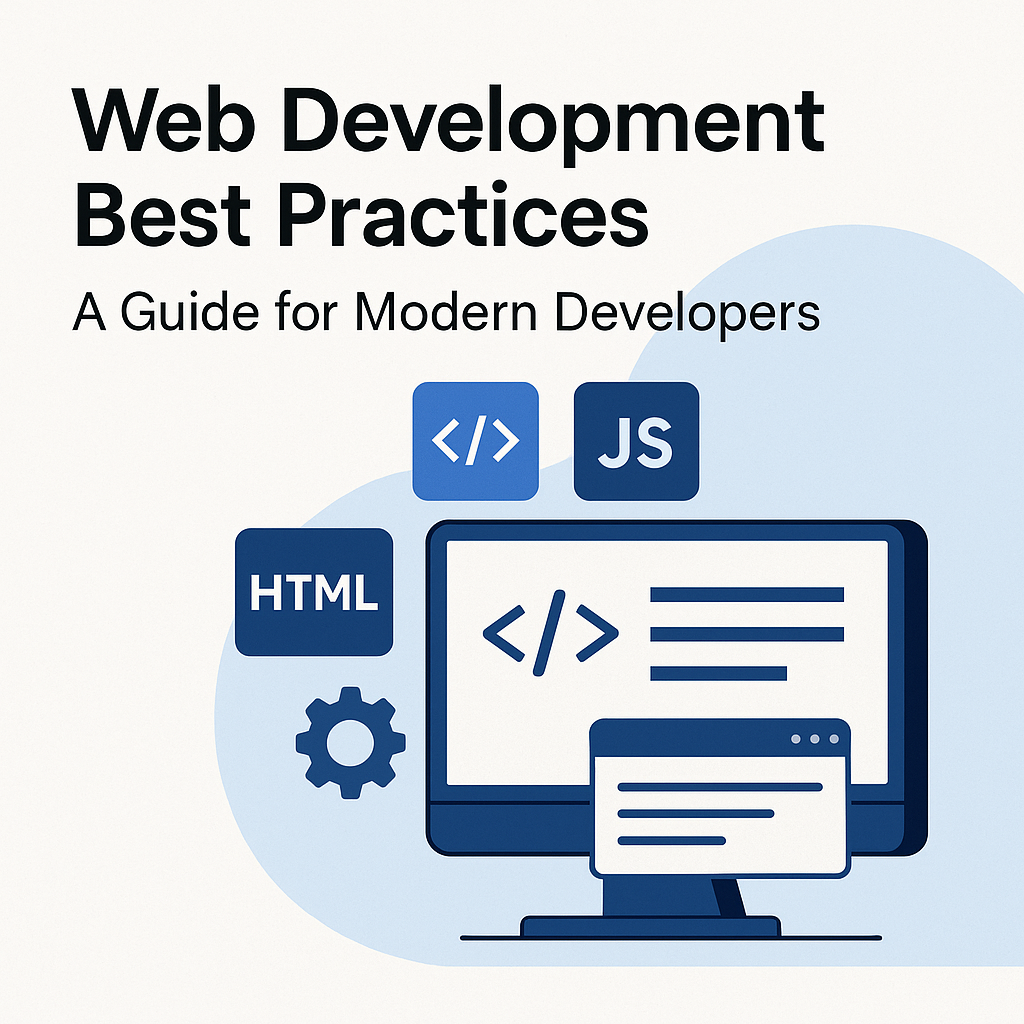 Web Development
Best Practices
A Guide for Modern Developers
</>
JS
HTML
</>